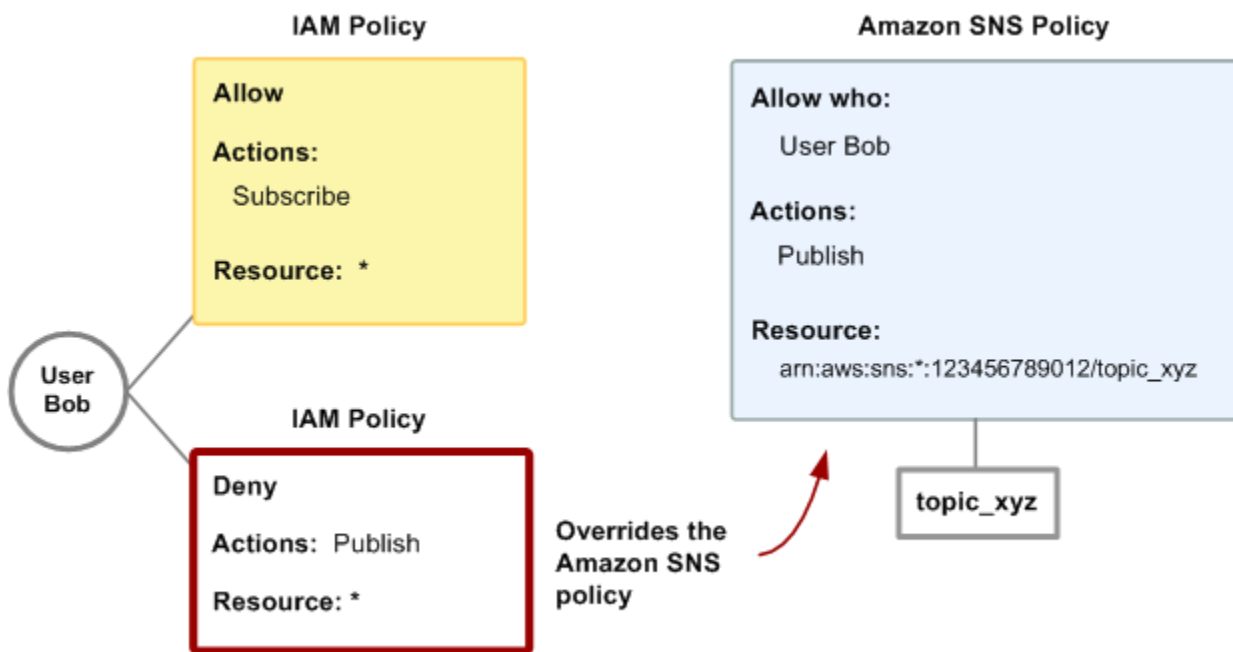 IAM Policy
Allow
Actions:
Subscribe
Resource: *
User
Bob
IAM Policy
Deny
Actions: Publish
Resource: *
Overrides the
Amazon SNS
policy
Amazon SNS Policy
Allow who:
User Bob
Actions:
Publish
Resource:
arn:aws:sns:*:123456789012/topic_xyz
topic_xyz